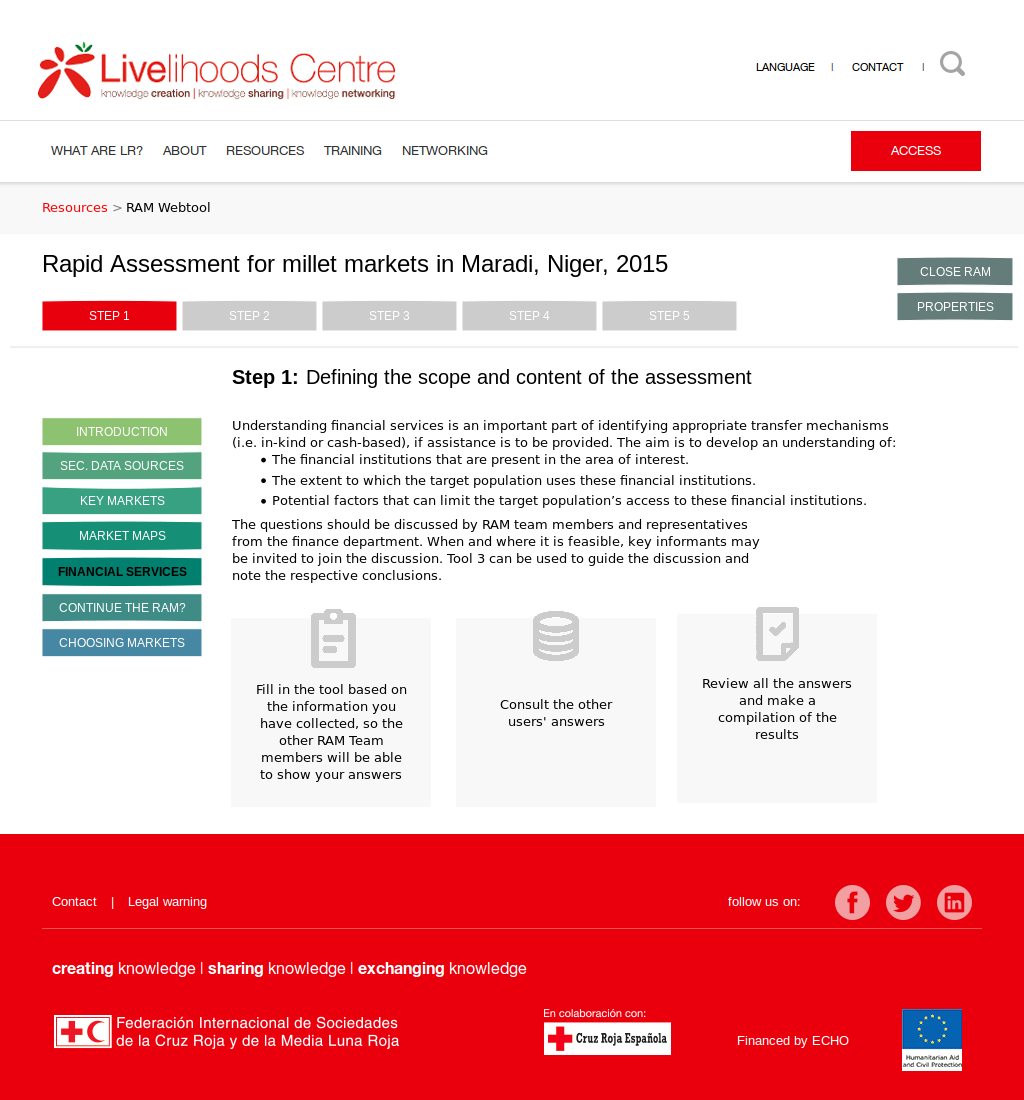 Livelihoods Centre
knowledge creation | knowledge sharing | knowledge networking
LANGUAGE | CONTACT |
WHAT ARE LR? ABOUT RESOURCES TRAINING NETWORKING ACCESS
Resources > RAM Webtool
Rapid Assessment for millet markets in Maradi, Niger, 2015
CLOSE RAM
PROPERTIES
STEP 1 STEP 2 STEP 3 STEP 4 STEP 5
Step 1: Defining the scope and content of the assessment
INTRODUCTION
SEC. DATA SOURCES
KEY MARKETS
MARKET MAPS
FINANCIAL SERVICES
CONTINUE THE RAM?
CHOOSING MARKETS
Understanding financial services is an important part of identifying appropriate transfer mechanisms
(i.e. in-kind or cash-based), if assistance is to be provided. The aim is to develop an understanding of:
• The financial institutions that are present in the area of interest.
• The extent to which the target population uses these financial institutions.
• Potential factors that can limit the target population’s access to these financial institutions.
The questions should be discussed by RAM team members and representatives
from the finance department. When and where it is feasible, key informants may
be invited to join the discussion. Tool 3 can be used to guide the discussion and
note the respective conclusions.
Fill in the tool based on
the information you
have collected, so the
other RAM Team
members will be able
to show your answers
Consult the other
users' answers
Review all the answers
and make a
compilation of the
results
Contact | Legal warning
follow us on:
creating knowledge | sharing knowledge | exchanging knowledge
Federación Internacional de Sociedades
de la Cruz Roja y de la Media Luna Roja
En colaboración con:
Cruz Roja Española
Financed by ECHO
Humanitarian Aid
and Civil Protection